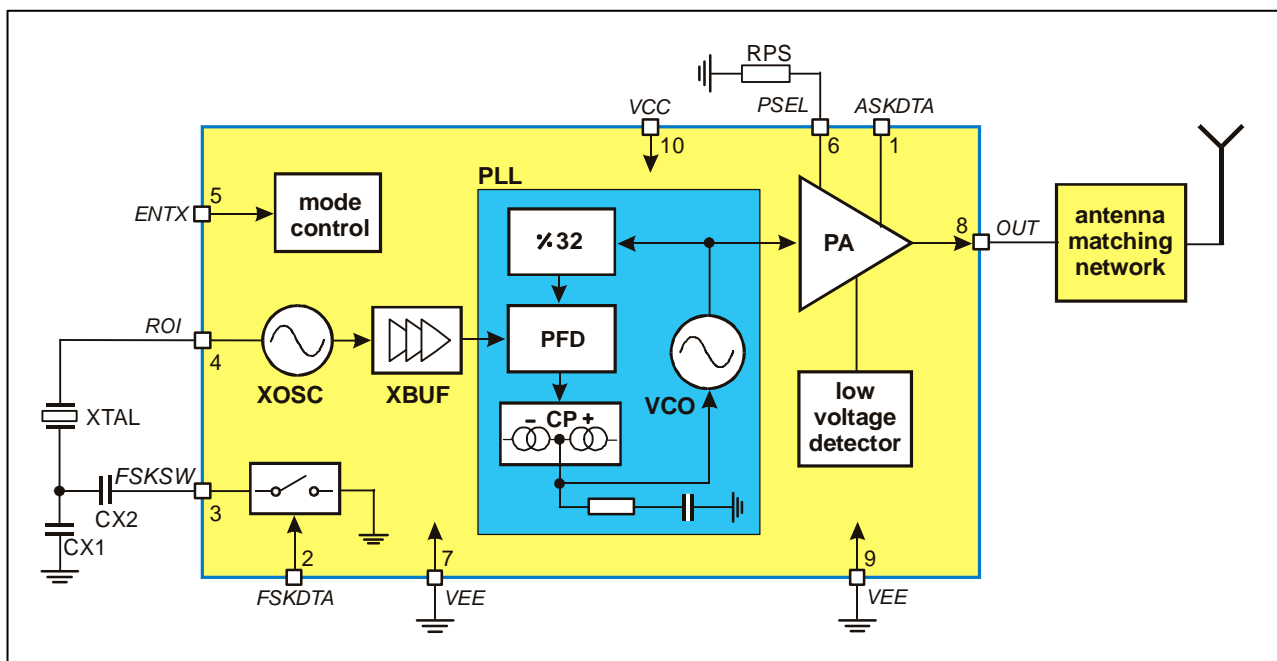 RPS
VCC
PSEL
ASKDTA
10
6
1
PLL
5
ENTX
mode
control
÷32
PA
8
OUT
antenna
matching
network
ROI
4
XOSC
XBUF
PFD
VCO
low
voltage
detector
XTAL
- CP +
FSKSW
3
CX2
CX1
2
7
9
FSKDTA
VEE
VEE